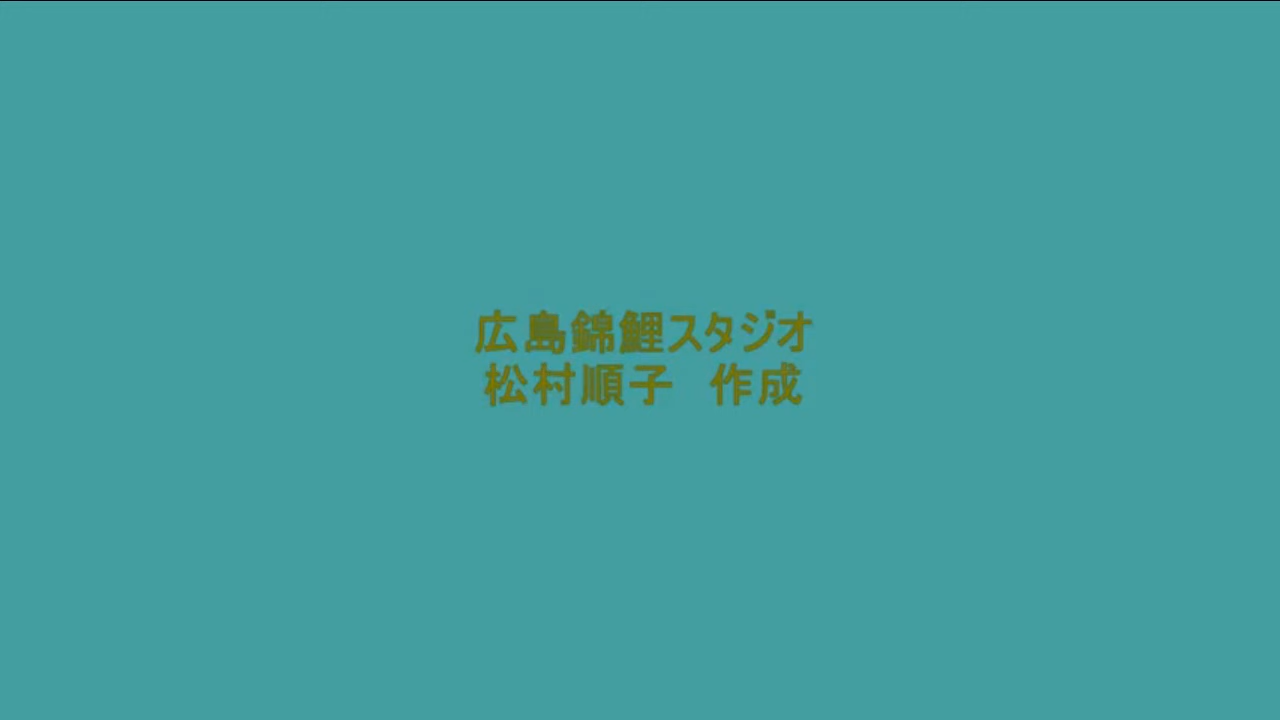 広島錦鯉スタジオ
松村順子　作成